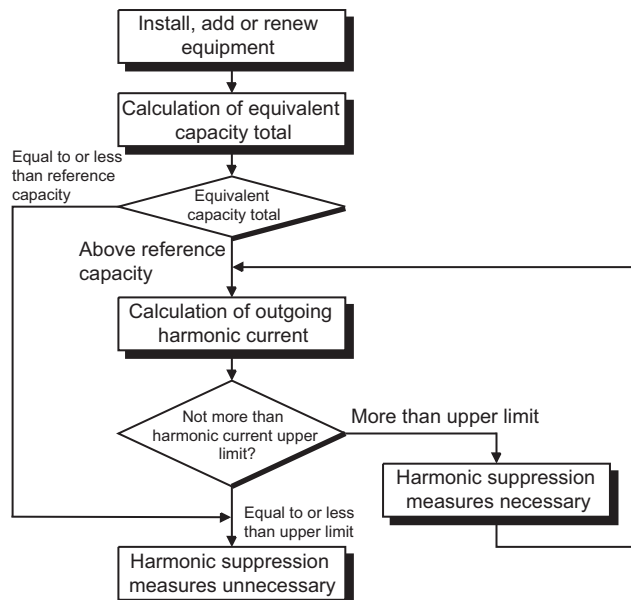 Install, add or renew
equipment
Calculation of equivalent
capacity total
Equal to or less
than reference
capacity
Equivalent
capacity total
Above reference
capacity
Calculation of outgoing
harmonic current
Not more than
harmonic current upper
limit?
More than upper limit
Harmonic suppression
measures necessary
Equal to or less
than upper limit
Harmonic suppression
measures unnecessary